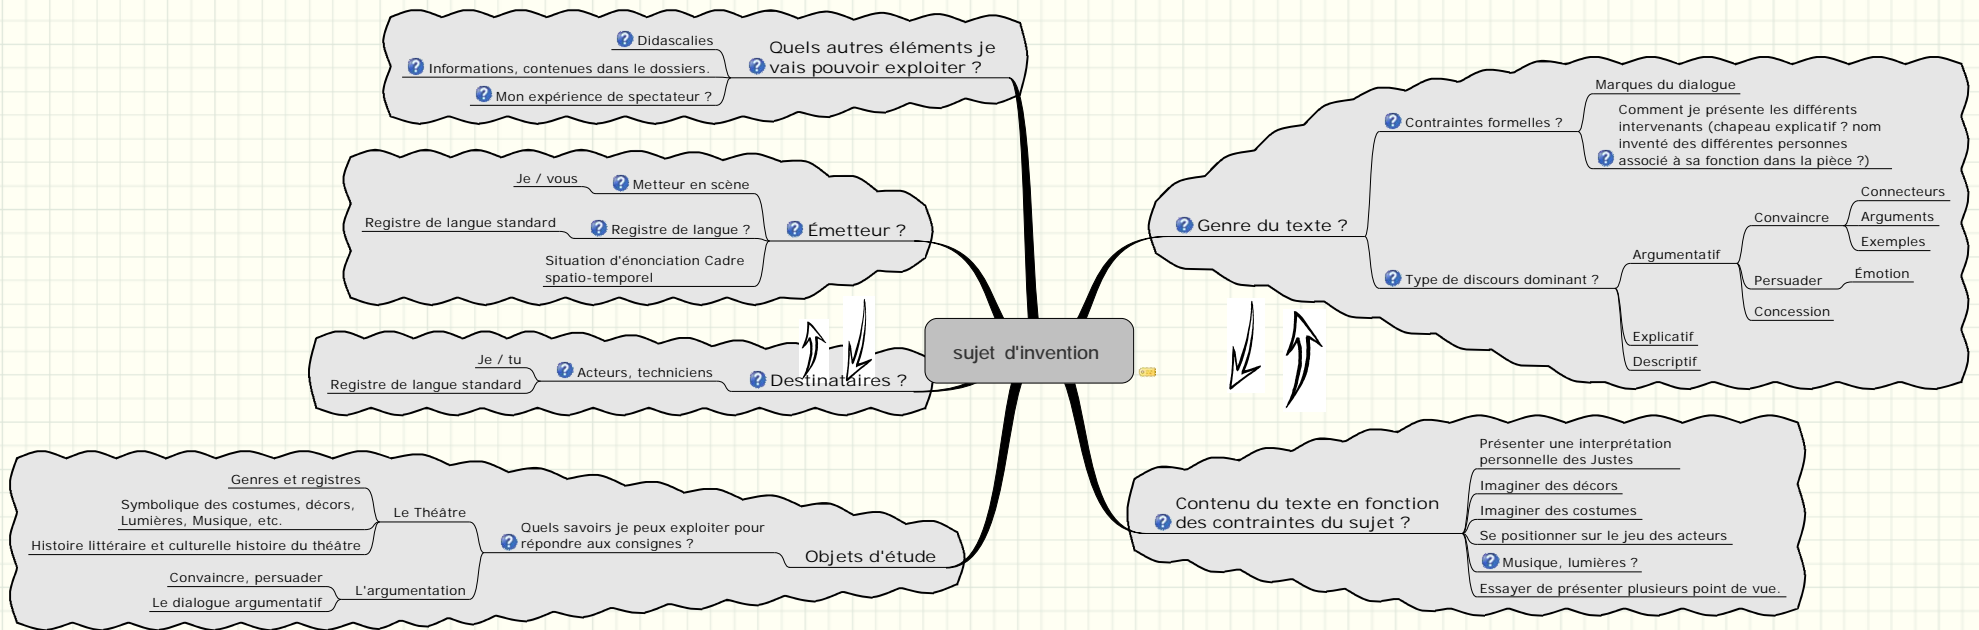 sujet d'invention
Quels autres éléments je
vais pouvoir exploiter ?
Didascalies
Informations, contenues dans le dossiers.
Mon expérience de spectateur ?
Émetteur ?
Metteur en scène
Je / vous
Registre de langue ?
Registre de langue standard
Situation d'énonciation Cadre
spatio-temporel
Destinataires ?
Acteurs, techniciens
Je / tu
Registre de langue standard
Objets d'étude
Quels savoirs je peux exploiter pour
répondre aux consignes ?
Le Théâtre
Genres et registres
Symbolique des costumes, décors,
Lumières, Musique, etc.
Histoire littéraire et culturelle histoire du théâtre
L'argumentation
Convaincre, persuader
Le dialogue argumentatif
Genre du texte ?
Contraintes formelles ?
Marques du dialogue
Comment je présente les différents
intervenants (chapeau explicatif ? nom
inventé des différentes personnes
associé à sa fonction dans la pièce ?)
Type de discours dominant ?
Argumentatif
Convaincre
Connecteurs
Arguments
Exemples
Persuader
Émotion
Concession
Explicatif
Descriptif
Contenu du texte en fonction
des contraintes du sujet ?
Présenter une interprétation
personnelle des Justes
Imaginer des décors
Imaginer des costumes
Se positionner sur le jeu des acteurs
Musique, lumières ?
Essayer de présenter plusieurs point de vue.